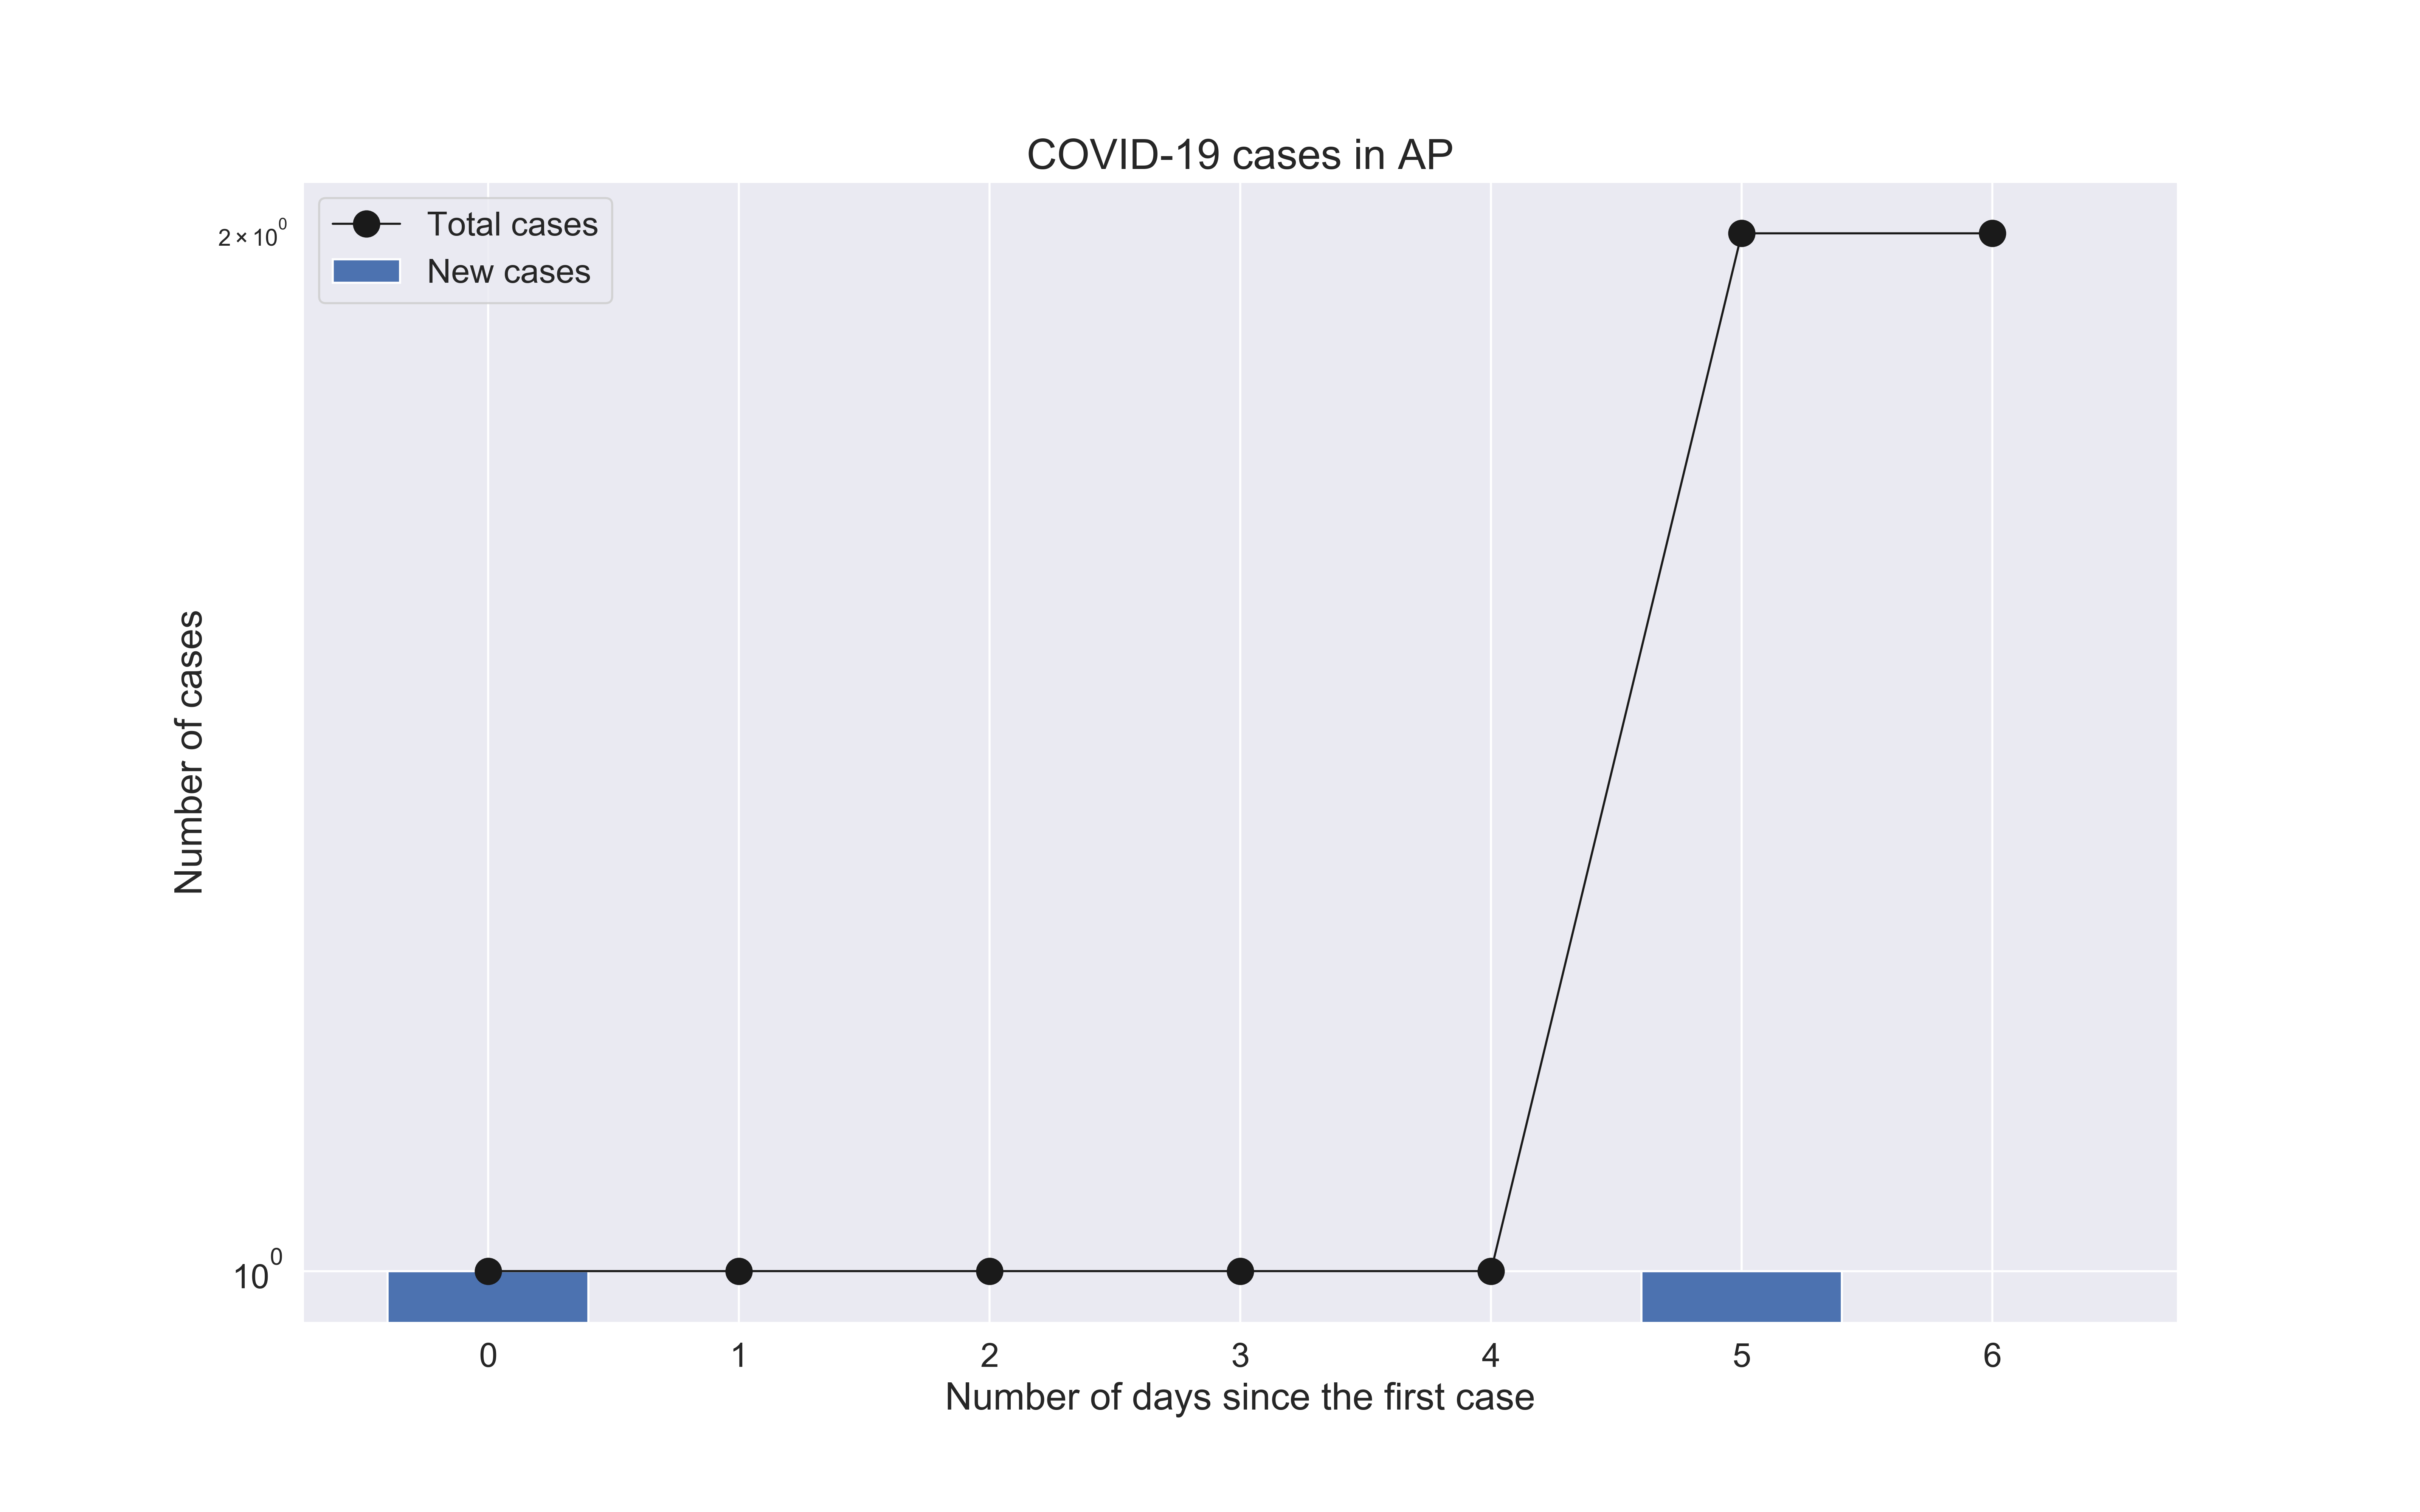 COVID-19 cases in AP
Total cases
New cases
2 × 10⁰
10⁰
Number of cases
0 1 2 3 4 5 6
Number of days since the first case